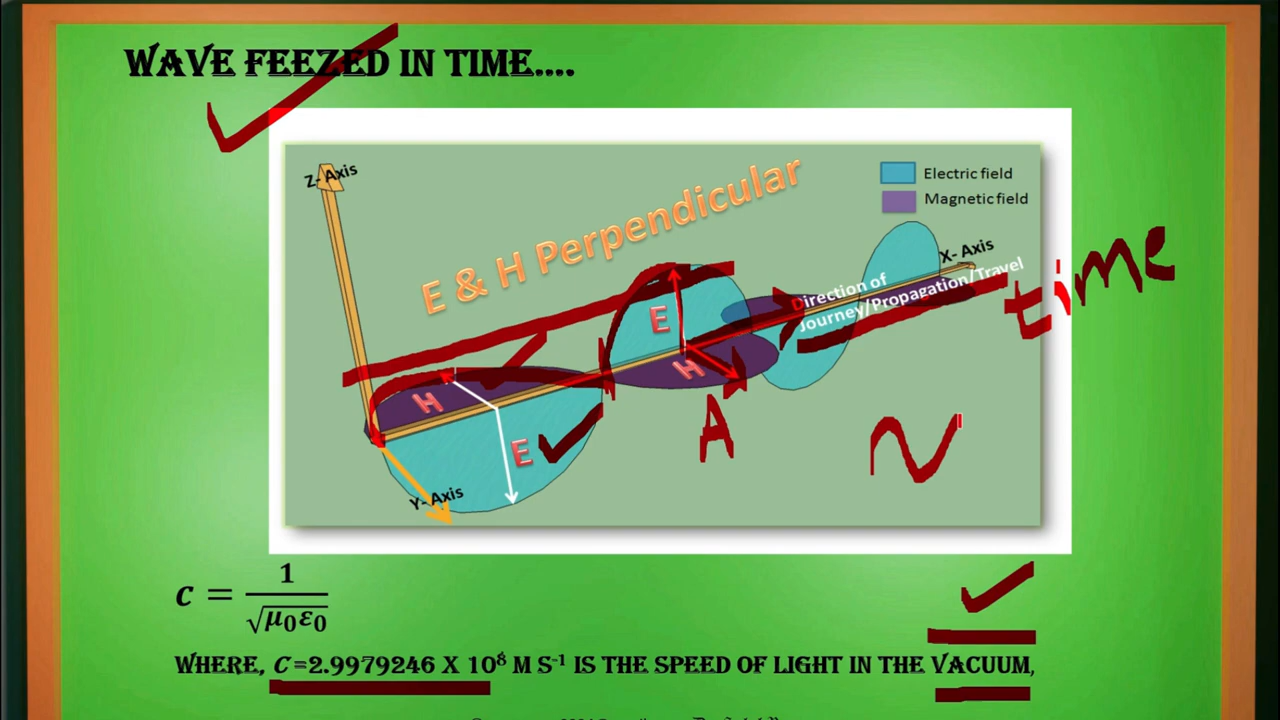 WAVE FEEZED IN TIME....
Z- Axis
E & H Perpendicular
Electric field
Magnetic field
X- Axis
Direction of
Journey/Propagation/Travel
time
E
H
H
E
A
Y- Axis
c = 1/√μ0ε0
WHERE, C =2.9979246 X 10⁸ M S⁻¹ IS THE SPEED OF LIGHT IN THE VACUUM,